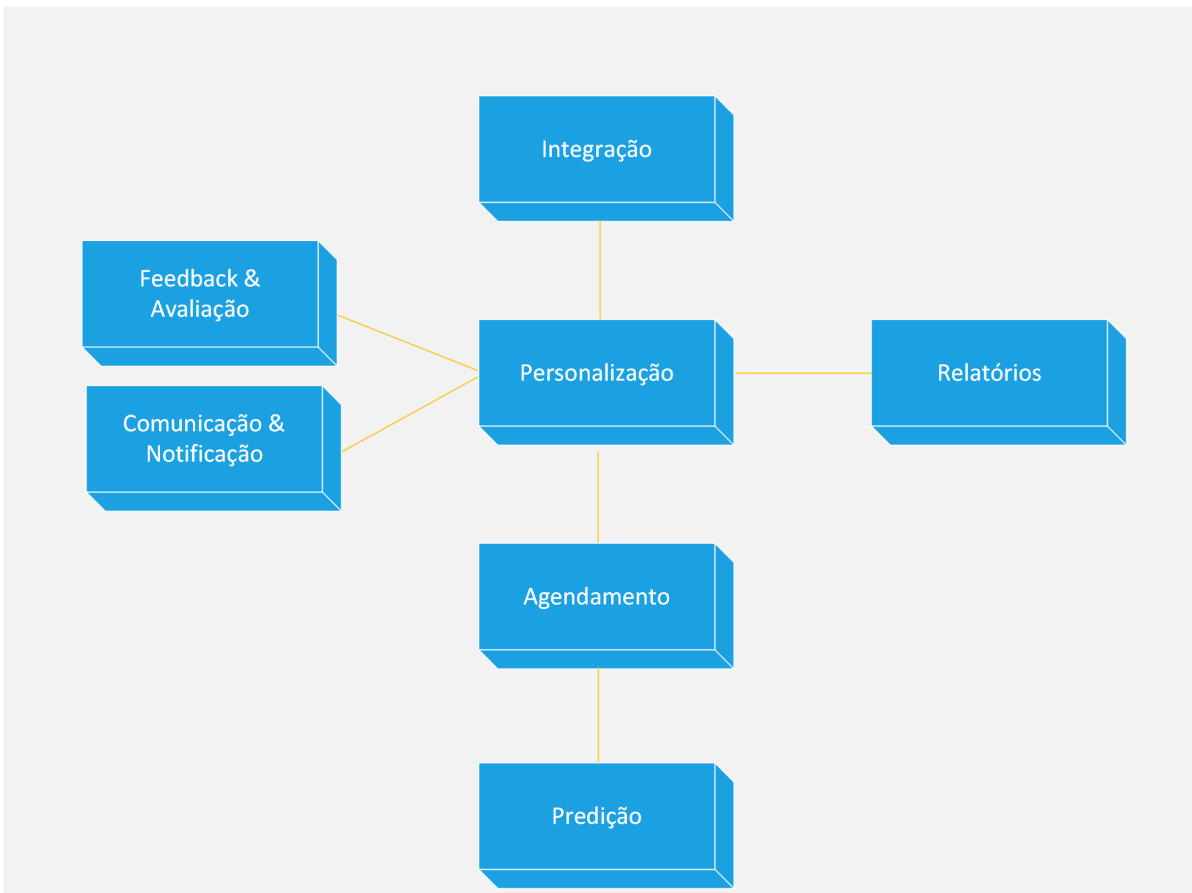 Integração
Feedback &
Avaliação
Personalização
Relatórios
Comunicação &
Notificação
Agendamento
Predição